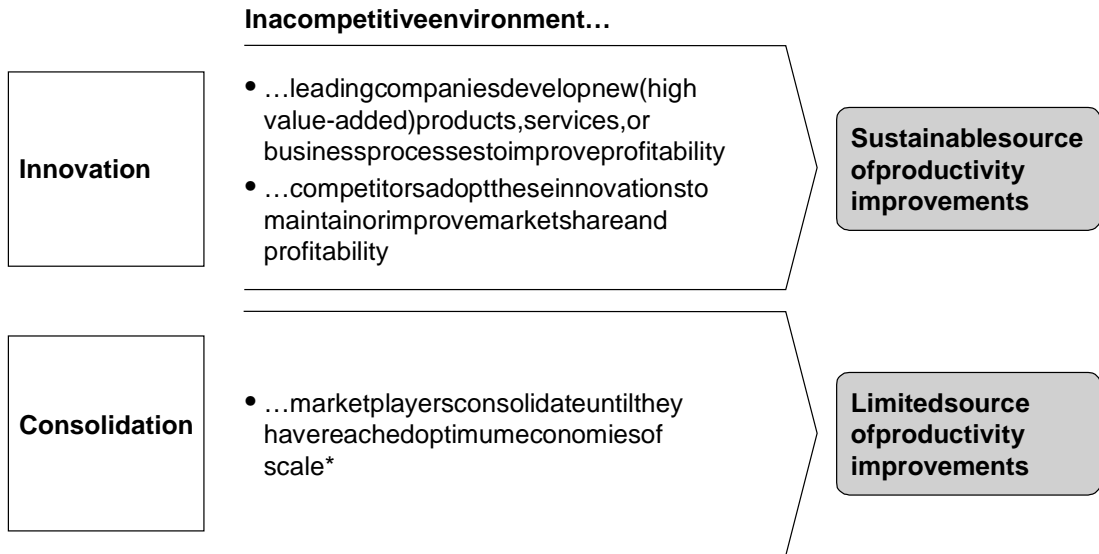 Inacompetitiveenvironment…
Innovation
• …leadingcompaniesdevelopnew(high
value-added)products,services,or
businessprocessestoimproveprofitability
• …competitorsadopttheseinnovationsto
maintainorimprovemarketshareand
profitability
Sustainablesource
ofproductivity
improvements
Consolidation
• …marketplayersconsolidateuntilthey
havereachedoptimumeconomiesof
scale*
Limitedsource
ofproductivity
improvements